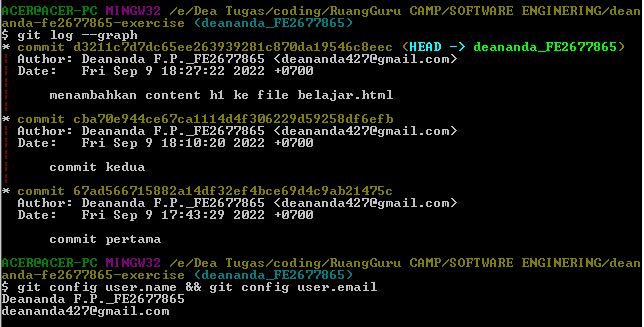 ACER@ACER-PC MINGW32 /e/Dea Tugas/coding/RuangGuru CAMP/SOFTWARE ENGINERING/dean
anda-fe2677865-exercise (deananda_FE2677865)
$ git log --graph
* commit d3211c7d7dc65ee263939281c870da19546c8eec (HEAD -> deananda_FE2677865)
| Author: Deananda F.P._FE2677865 <deananda427@gmail.com>
| Date:   Fri Sep 9 18:27:22 2022 +0700
|
|     menambahkan content h1 ke file belajar.html
|
* commit cba70e944ce67ca1114d4f306229d59258df6efb
| Author: Deananda F.P._FE2677865 <deananda427@gmail.com>
| Date:   Fri Sep 9 18:10:20 2022 +0700
|
|     commit kedua
|
* commit 67ad566715882a14df32ef4bce69d4c9ab21475c
  Author: Deananda F.P._FE2677865 <deananda427@gmail.com>
  Date:   Fri Sep 9 17:43:29 2022 +0700

      commit pertama

ACER@ACER-PC MINGW32 /e/Dea Tugas/coding/RuangGuru CAMP/SOFTWARE ENGINERING/dean
anda-fe2677865-exercise (deananda_FE2677865)
$ git config user.name && git config user.email
Deananda F.P._FE2677865
deananda427@gmail.com